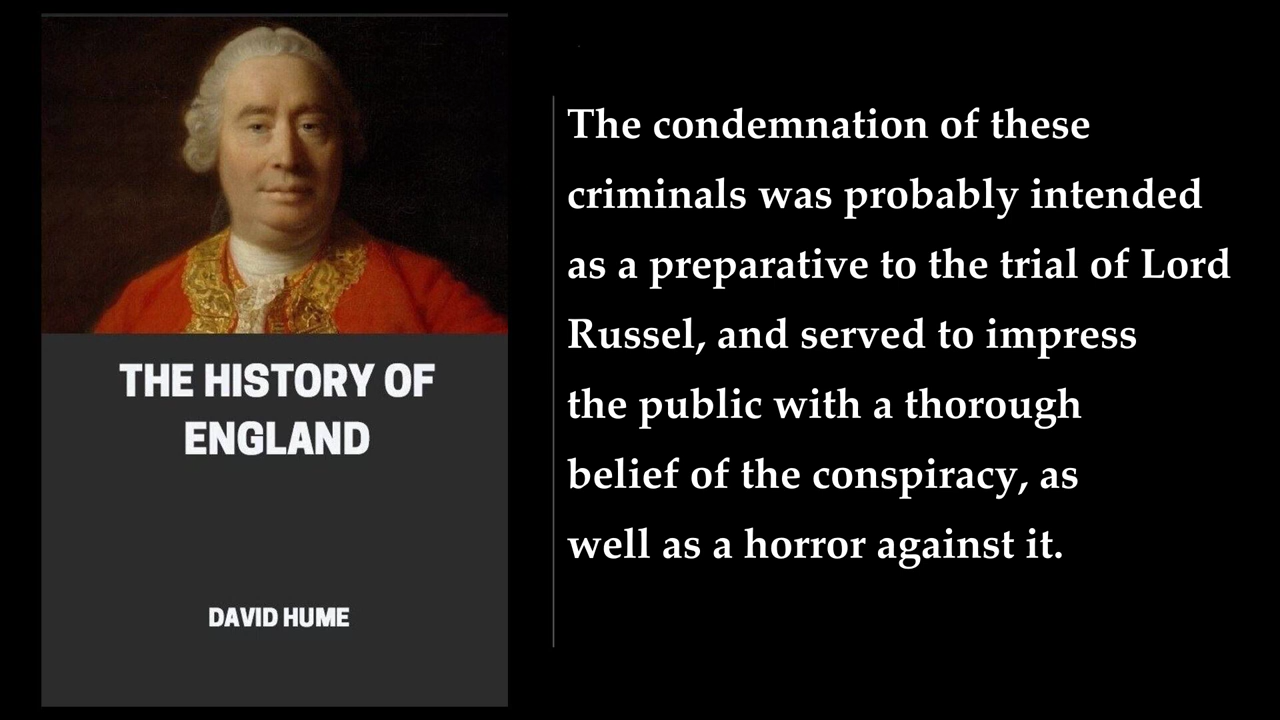 THE HISTORY OF
ENGLAND
DAVID HUME
The condemnation of these
criminals was probably intended
as a preparative to the trial of Lord
Russel, and served to impress
the public with a thorough
belief of the conspiracy, as
well as a horror against it.